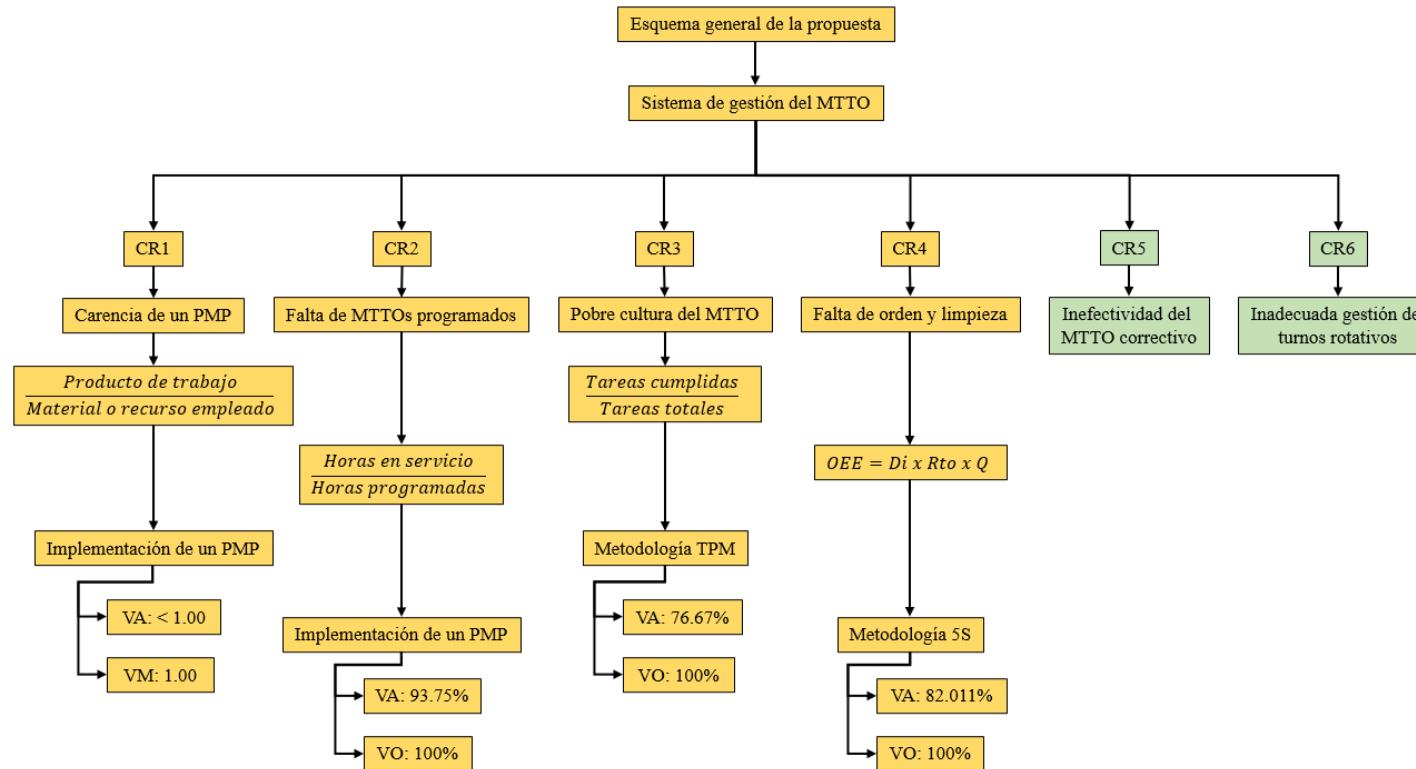 Esquema general de la propuesta
Sistema de gestión del MTTO
CR1
CR2
CR3
CR4
CR5
CR6
Carencia de un PMP
Falta de MTTOs programados
Pobre cultura del MTTO
Falta de orden y limpieza
Inefectividad del
MTTO correctivo
Inadecuada gestión de
turnos rotativos
Producto de trabajo
Material o recurso empleado
Tareas cumplidas
Tareas totales
Horas en servicio
Horas programadas
OEE = Di x Rto x Q
Implementación de un PMP
VA: < 1.00
VM: 1.00
Implementación de un PMP
VA: 93.75%
VO: 100%
Metodología TPM
VA: 76.67%
VO: 100%
Metodología 5S
VA: 82.011%
VO: 100%